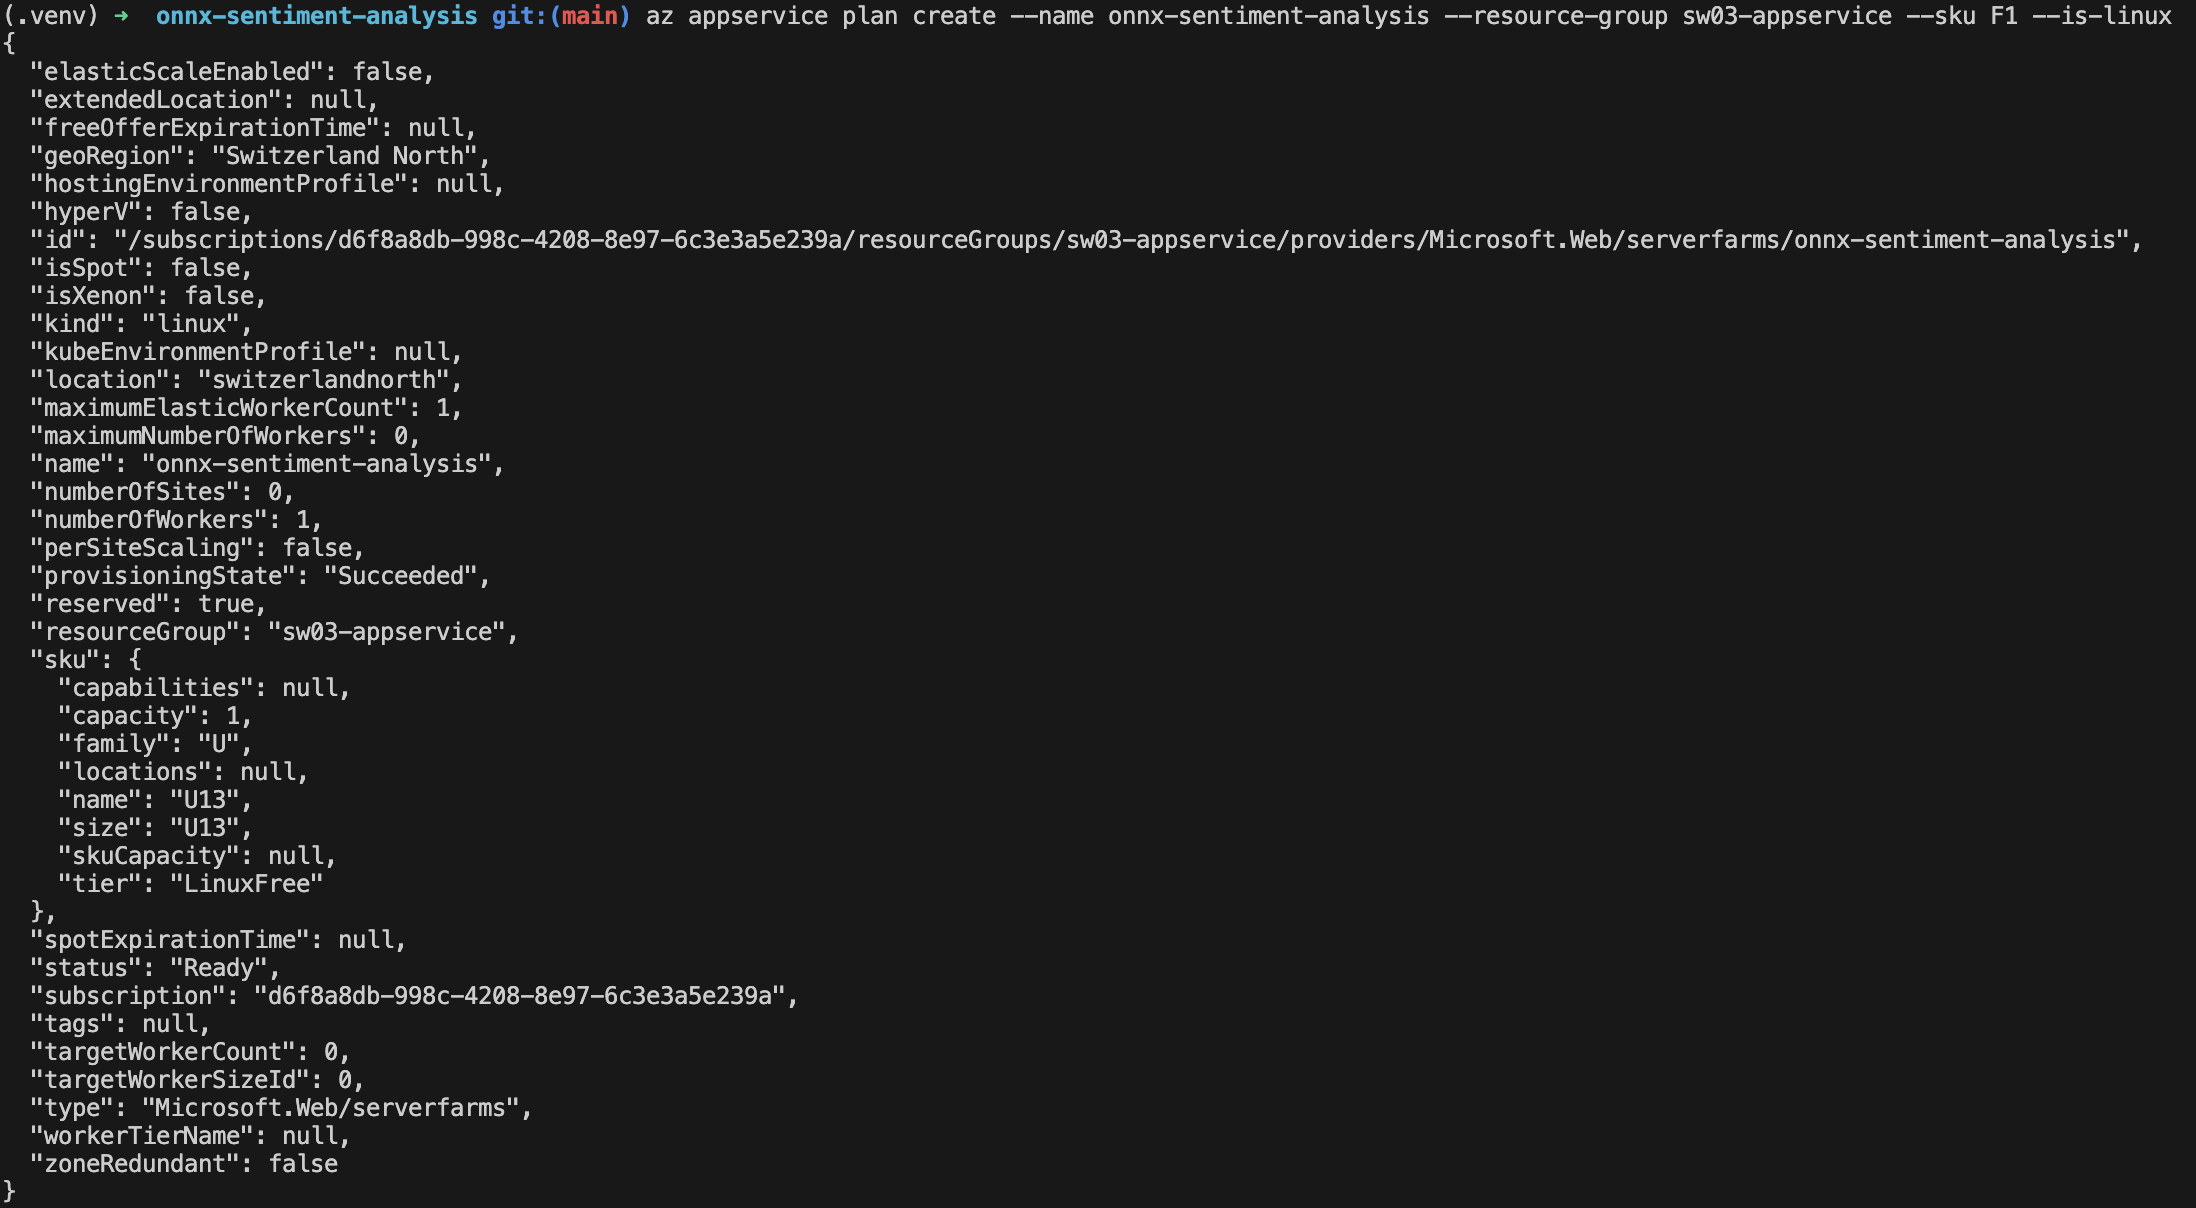 (.venv) ➜  onnx-sentiment-analysis git:(main) az appservice plan create --name onnx-sentiment-analysis --resource-group sw03-appservice --sku F1 --is-linux
{
  "elasticScaleEnabled": false,
  "extendedLocation": null,
  "freeOfferExpirationTime": null,
  "geoRegion": "Switzerland North",
  "hostingEnvironmentProfile": null,
  "hyperV": false,
  "id": "/subscriptions/d6f8a8db-998c-4208-8e97-6c3e3a5e239a/resourceGroups/sw03-appservice/providers/Microsoft.Web/serverfarms/onnx-sentiment-analysis",
  "isSpot": false,
  "isXenon": false,
  "kind": "linux",
  "kubeEnvironmentProfile": null,
  "location": "switzerlandnorth",
  "maximumElasticWorkerCount": 1,
  "maximumNumberOfWorkers": 0,
  "name": "onnx-sentiment-analysis",
  "numberOfSites": 0,
  "numberOfWorkers": 1,
  "perSiteScaling": false,
  "provisioningState": "Succeeded",
  "reserved": true,
  "resourceGroup": "sw03-appservice",
  "sku": {
    "capabilities": null,
    "capacity": 1,
    "family": "U",
    "locations": null,
    "name": "U13",
    "size": "U13",
    "skuCapacity": null,
    "tier": "LinuxFree"
  },
  "spotExpirationTime": null,
  "status": "Ready",
  "subscription": "d6f8a8db-998c-4208-8e97-6c3e3a5e239a",
  "tags": null,
  "targetWorkerCount": 0,
  "targetWorkerSizeId": 0,
  "type": "Microsoft.Web/serverfarms",
  "workerTierName": null,
  "zoneRedundant": false
}